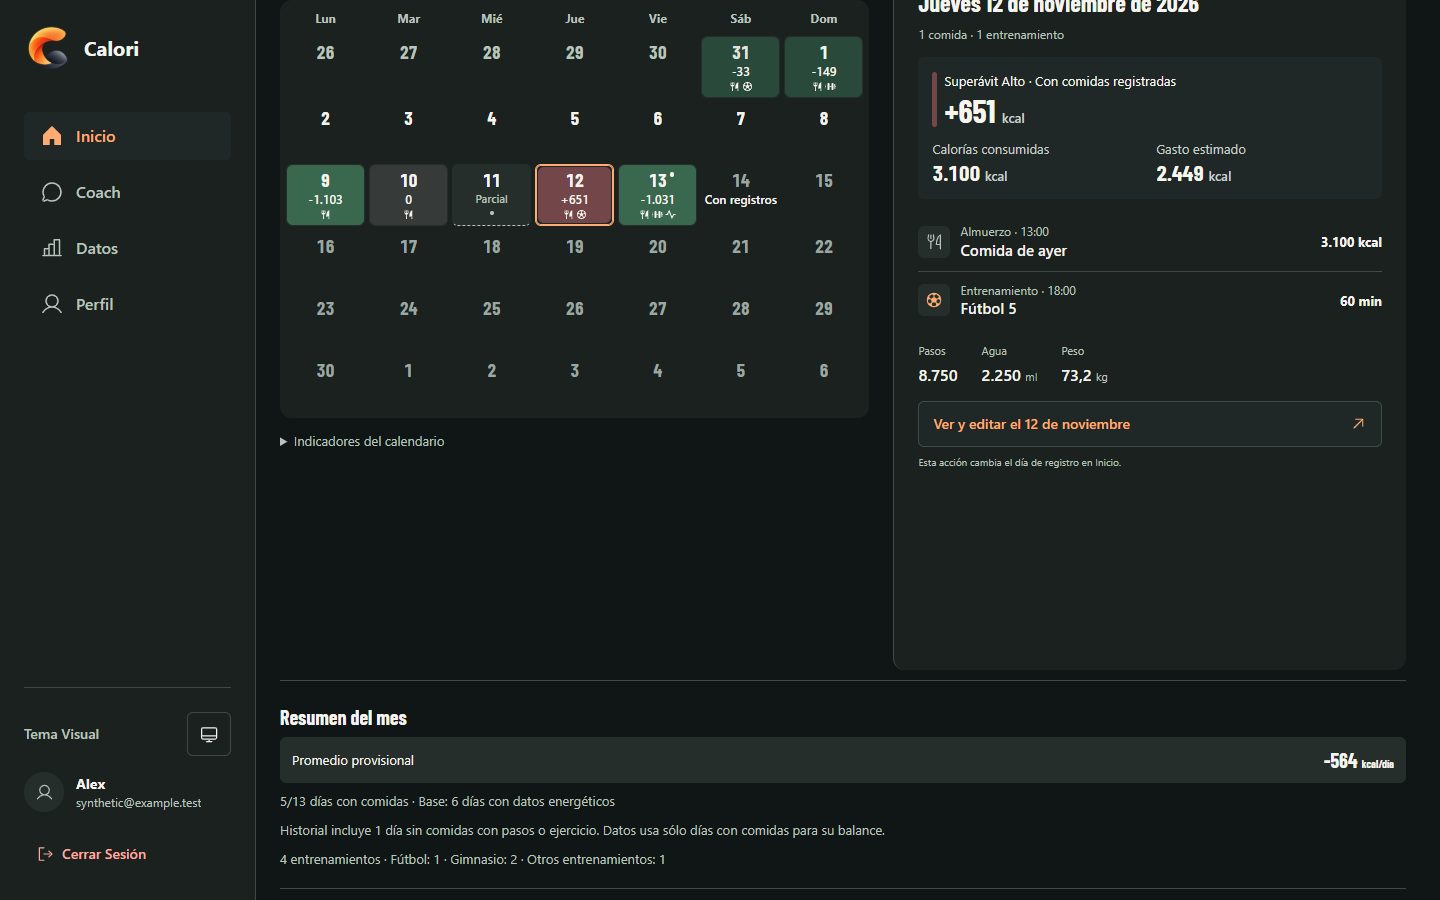 Calori
Inicio
Coach
Datos
Perfil
Tema Visual
Alex
synthetic@example.test
Cerrar Sesión
Lun Mar Mié Jue Vie Sáb Dom
26 27 28 29 30 31 1
-33 -149
2 3 4 5 6 7 8
9 10 11 12 13 14 15
-1.103 0 Parcial +651 -1.031 Con registros
16 17 18 19 20 21 22
23 24 25 26 27 28 29
30 1 2 3 4 5 6
Indicadores del calendario
Jueves 12 de noviembre de 2026
1 comida · 1 entrenamiento
Superávit Alto · Con comidas registradas
+651 kcal
Calorías consumidas Gasto estimado
3.100 kcal 2.449 kcal
Almuerzo · 13:00
Comida de ayer 3.100 kcal
Entrenamiento · 18:00
Fútbol 5 60 min
Pasos Agua Peso
8.750 2.250 ml 73,2 kg
Ver y editar el 12 de noviembre
Esta acción cambia el día de registro en Inicio.
Resumen del mes
Promedio provisional -564 kcal/día
5/13 días con comidas · Base: 6 días con datos energéticos
Historial incluye 1 día sin comidas con pasos o ejercicio. Datos usa sólo días con comidas para su balance.
4 entrenamientos · Fútbol: 1 · Gimnasio: 2 · Otros entrenamientos: 1